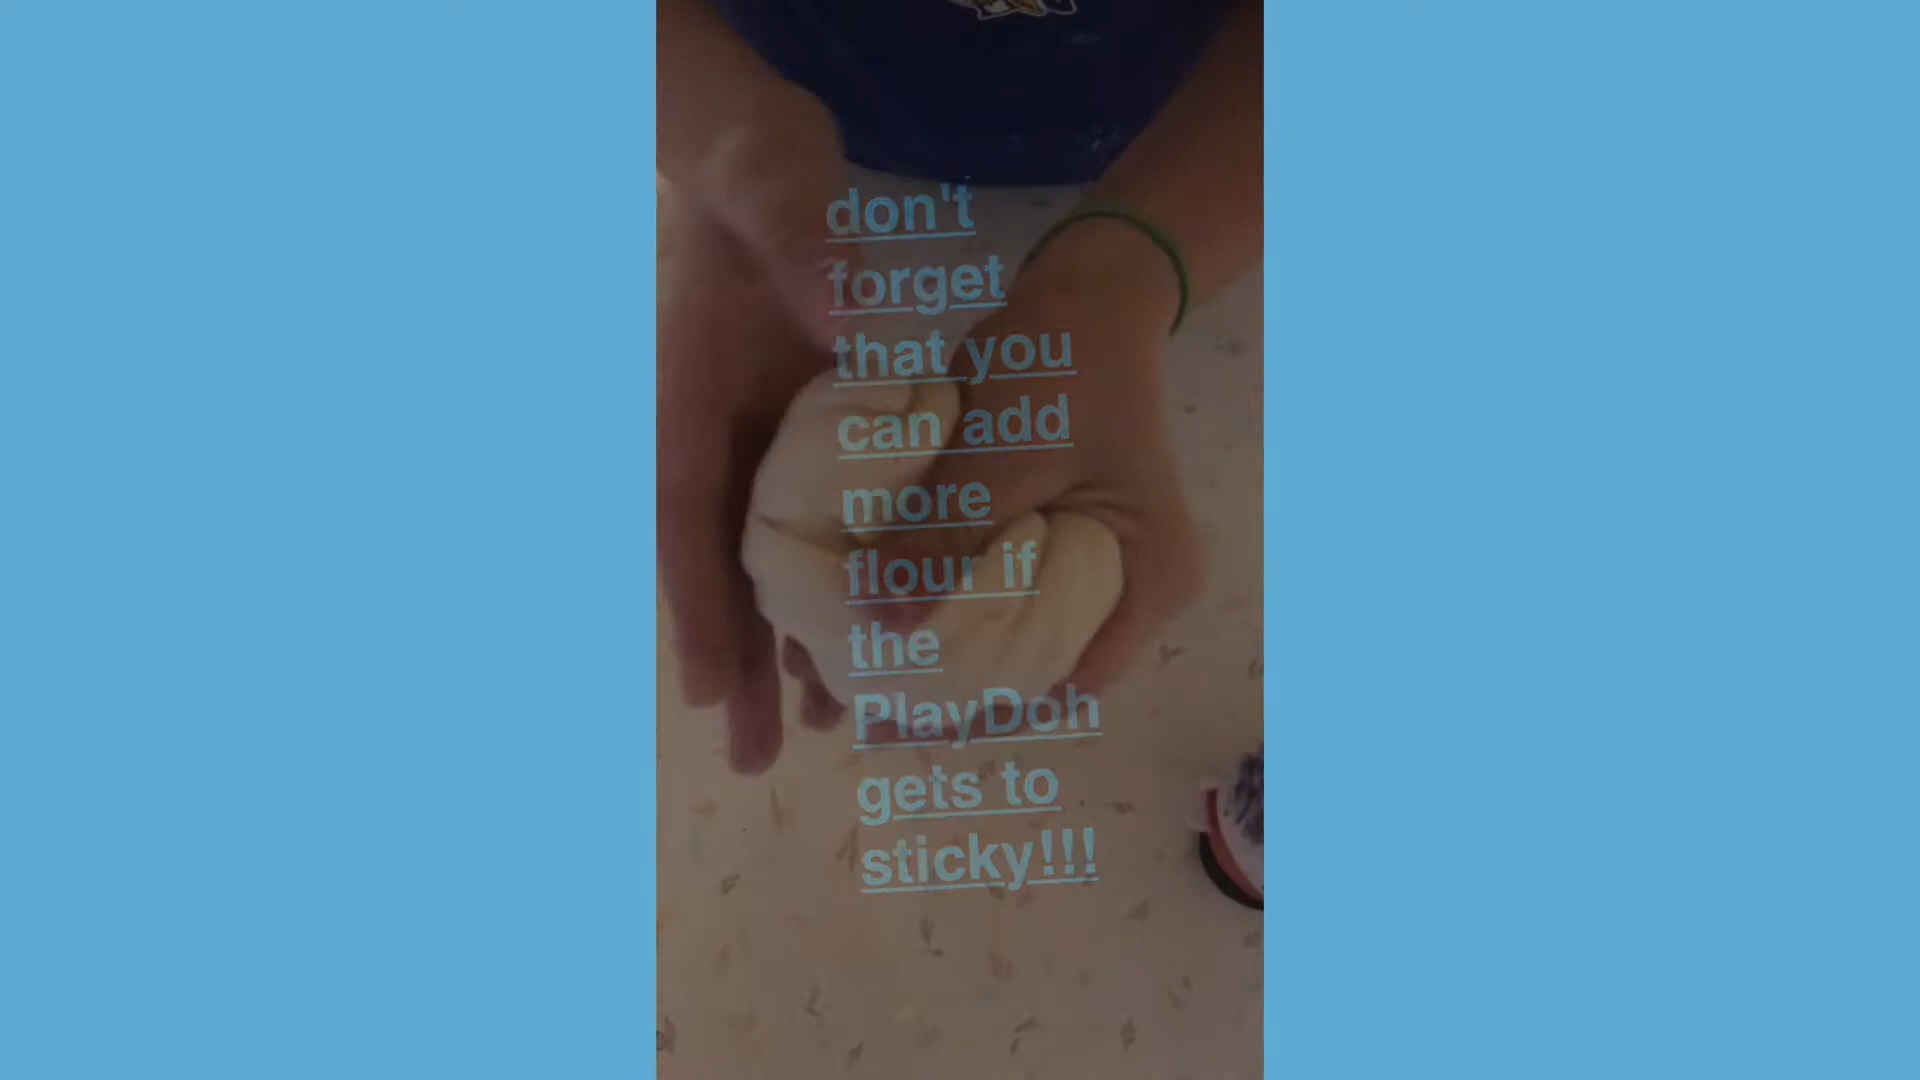 don't
forget
that you
can add
more
flour if
the
PlayDoh
gets to
sticky!!!